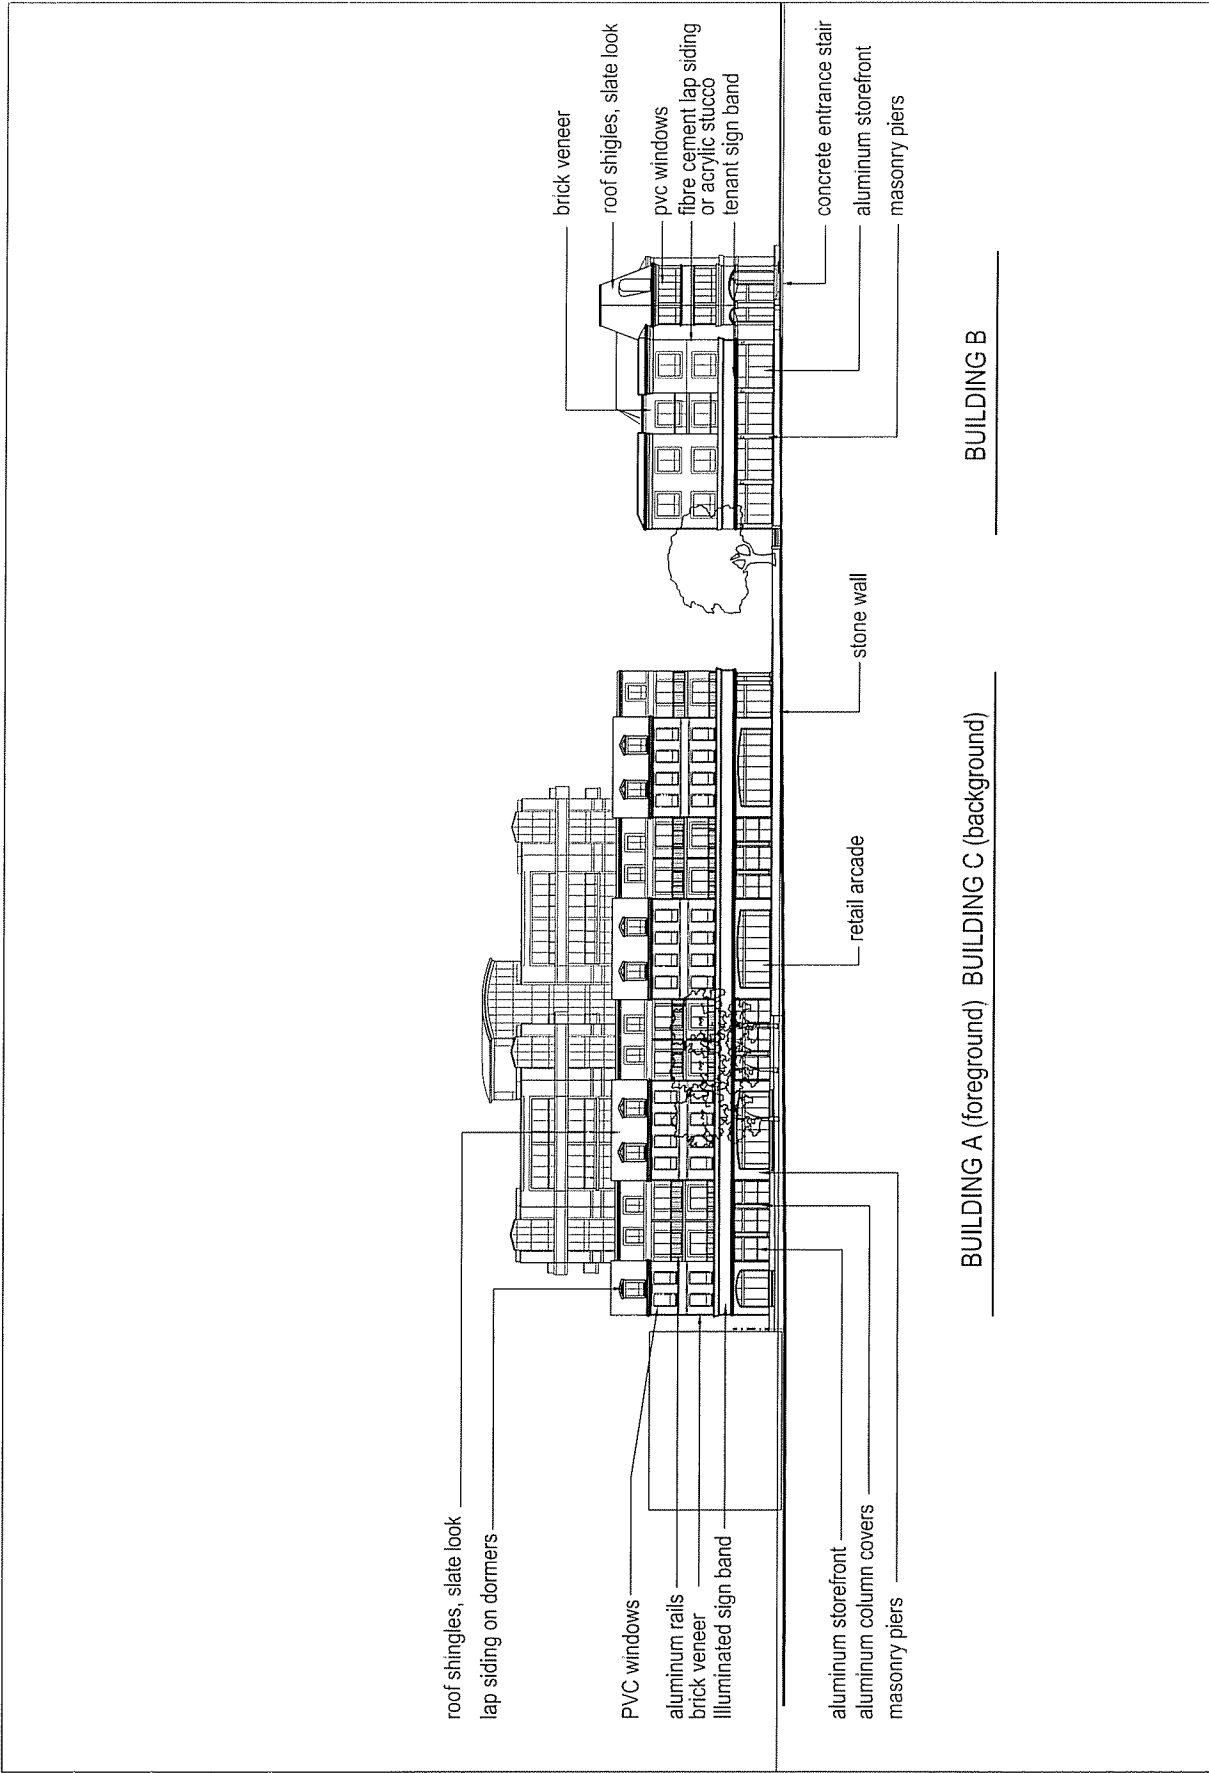 roof shingles, slate look
lap siding on dormers
PVC windows
aluminum rails
brick veneer
Illuminated sign band
aluminum storefront
aluminum column covers
masonry piers
retail arcade
stone wall
BUILDING A (foreground) BUILDING C (background)
brick veneer
roof shigles, slate look
pvc windows
fibre cement lap siding
or acrylic stucco
tenant sign band
concrete entrance stair
aluminum storefront
masonry piers
BUILDING B